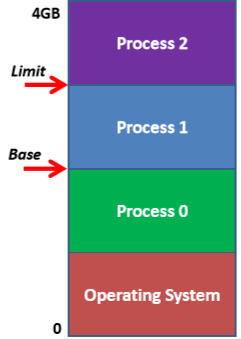 4GB
Process 2
Limit
Process 1
Base
Process 0
Operating System
0